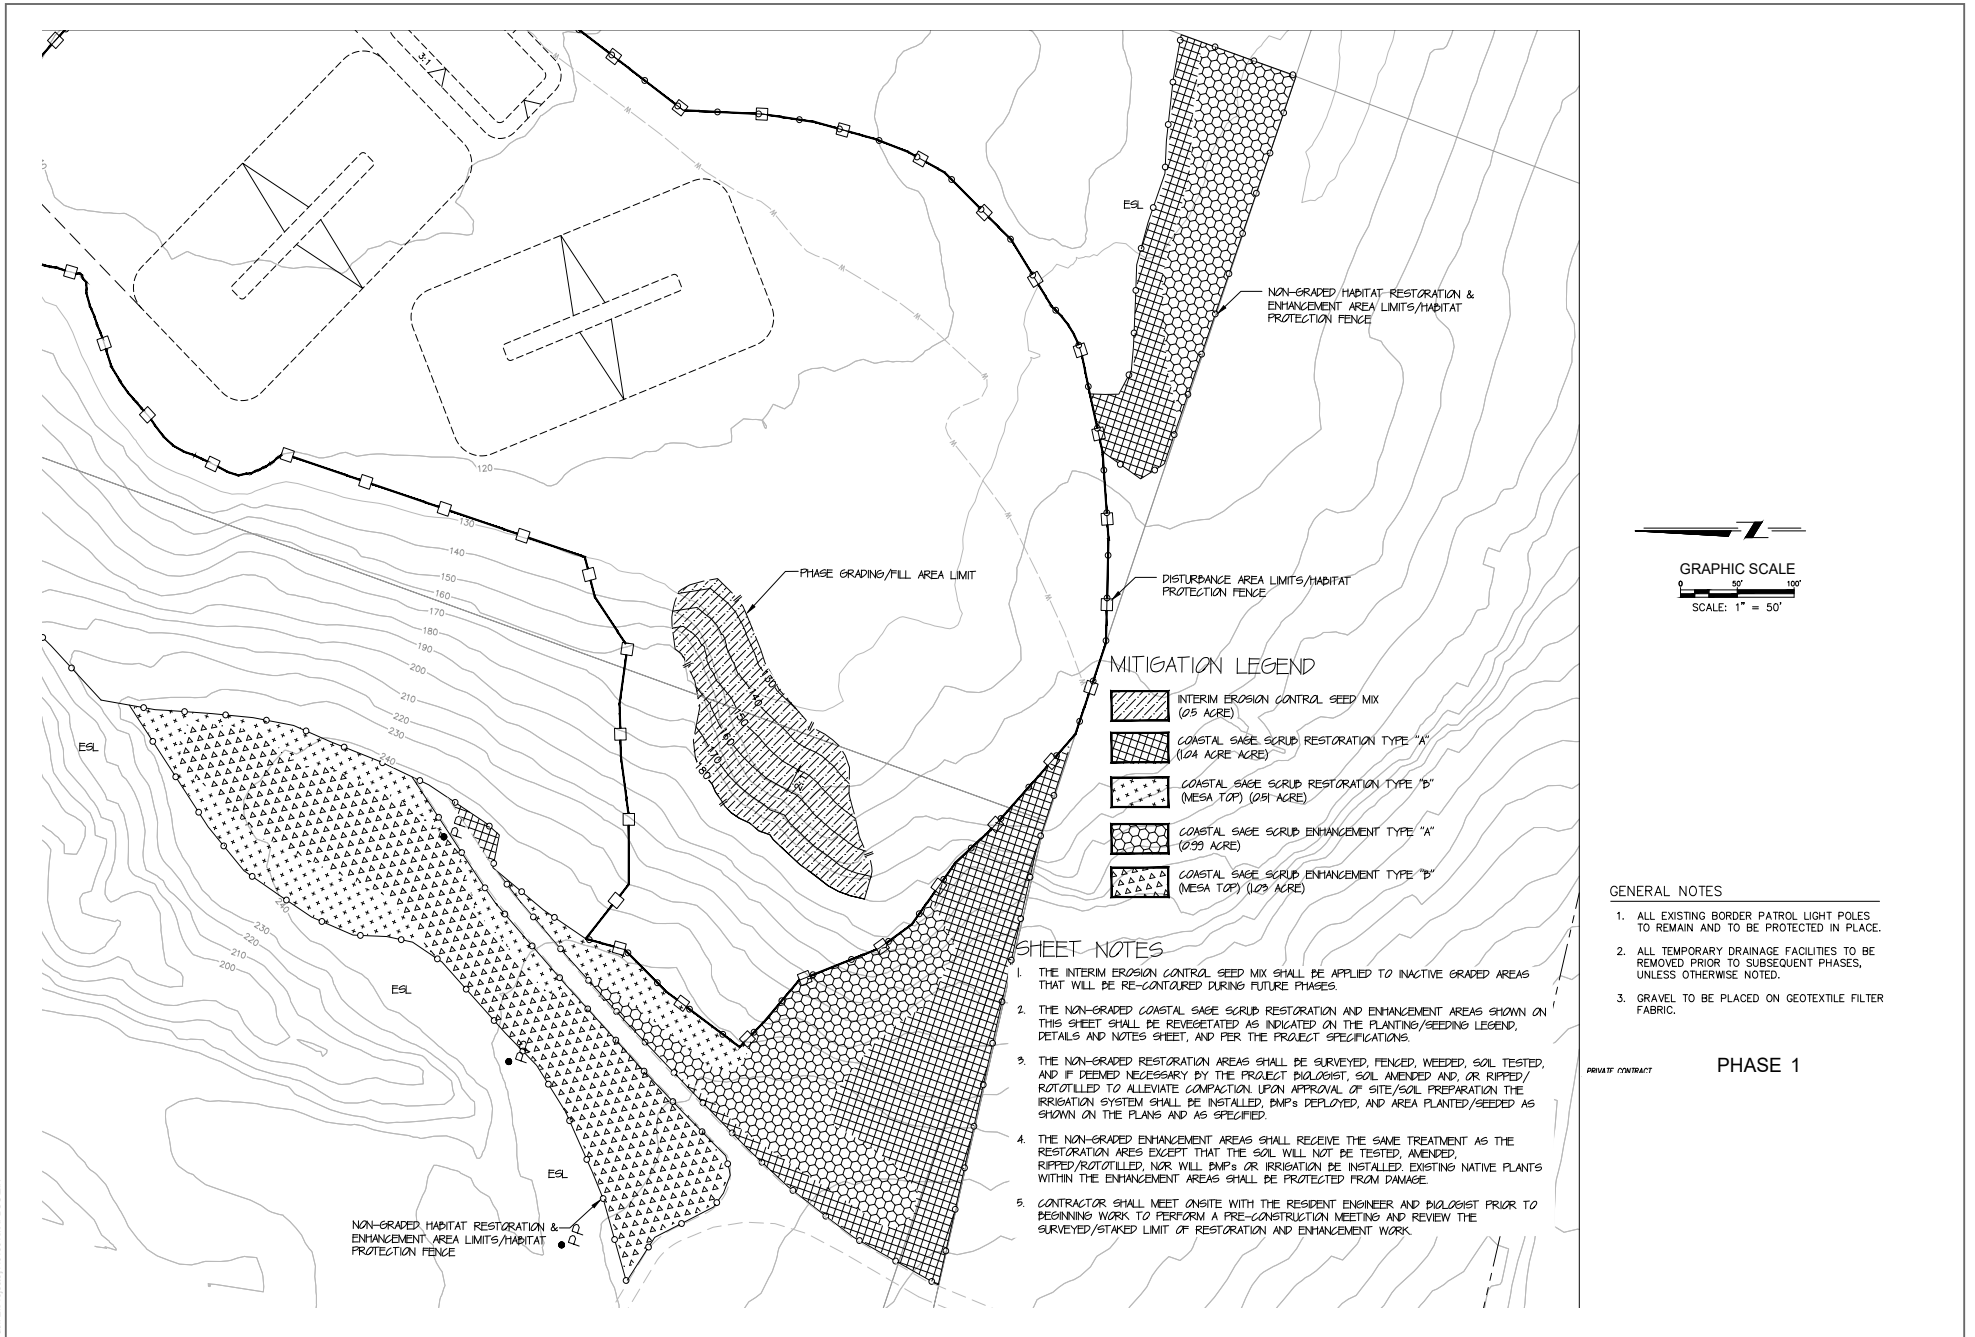 3:1
ESL
NON-GRADED HABITAT RESTORATION &
ENHANCEMENT AREA LIMITS/HABITAT
PROTECTION FENCE
120
130
140
150
160
170
180
190
200
210
220
230
240
PHASE GRADING/FILL AREA LIMIT
DISTURBANCE AREA LIMITS/HABITAT
PROTECTION FENCE
MITIGATION LEGEND
INTERIM EROSION CONTROL SEED MIX
(0.5 ACRE)
COASTAL SAGE SCRUB RESTORATION TYPE "A"
(1.04 ACRE ACRE)
COASTAL SAGE SCRUB RESTORATION TYPE "B"
(MESA TOP) (0.51 ACRE)
COASTAL SAGE SCRUB ENHANCEMENT TYPE "A"
(0.99 ACRE)
COASTAL SAGE SCRUB ENHANCEMENT TYPE "B"
(MESA TOP) (1.03 ACRE)
ESL
240
230
220
210
200
ESL
ESL
NON-GRADED HABITAT RESTORATION &
ENHANCEMENT AREA LIMITS/HABITAT
PROTECTION FENCE
PP
SHEET NOTES
1. THE INTERIM EROSION CONTROL SEED MIX SHALL BE APPLIED TO INACTIVE GRADED AREAS
THAT WILL BE RE-CONTOURED DURING FUTURE PHASES.
2. THE NON-GRADED COASTAL SAGE SCRUB RESTORATION AND ENHANCEMENT AREAS SHOWN ON
THIS SHEET SHALL BE REVEGETATED AS INDICATED ON THE PLANTING/SEEDING LEGEND,
DETAILS AND NOTES SHEET, AND PER THE PROJECT SPECIFICATIONS.
3. THE NON-GRADED RESTORATION AREAS SHALL BE SURVEYED, FENCED, WEEDED, SOIL TESTED,
AND IF DEEMED NECESSARY BY THE PROJECT BIOLOGIST, SOIL AMENDED AND, OR RIPPED/
ROTOTILLED TO ALLEVIATE COMPACTION. UPON APPROVAL OF SITE/SOIL PREPARATION THE
IRRIGATION SYSTEM SHALL BE INSTALLED, BMPs DEPLOYED, AND AREA PLANTED/SEEDED AS
SHOWN ON THE PLANS AND AS SPECIFIED.
4. THE NON-GRADED ENHANCEMENT AREAS SHALL RECEIVE THE SAME TREATMENT AS THE
RESTORATION ARES EXCEPT THAT THE SOIL WILL NOT BE TESTED, AMENDED,
RIPPED/ROTOTILLED, NOR WILL BMPs OR IRRIGATION BE INSTALLED. EXISTING NATIVE PLANTS
WITHIN THE ENHANCEMENT AREAS SHALL BE PROTECTED FROM DAMAGE.
5. CONTRACTOR SHALL MEET ONSITE WITH THE RESIDENT ENGINEER AND BIOLOGIST PRIOR TO
BEGINNING WORK TO PERFORM A PRE-CONSTRUCTION MEETING AND REVIEW THE
SURVEYED/STAKED LIMIT OF RESTORATION AND ENHANCEMENT WORK.
GRAPHIC SCALE
0 50' 100'
SCALE: 1" = 50'
GENERAL NOTES
1. ALL EXISTING BORDER PATROL LIGHT POLES
TO REMAIN AND TO BE PROTECTED IN PLACE.
2. ALL TEMPORARY DRAINAGE FACILITIES TO BE
REMOVED PRIOR TO SUBSEQUENT PHASES,
UNLESS OTHERWISE NOTED.
3. GRAVEL TO BE PLACED ON GEOTEXTILE FILTER
FABRIC.
PRIVATE CONTRACT
PHASE 1